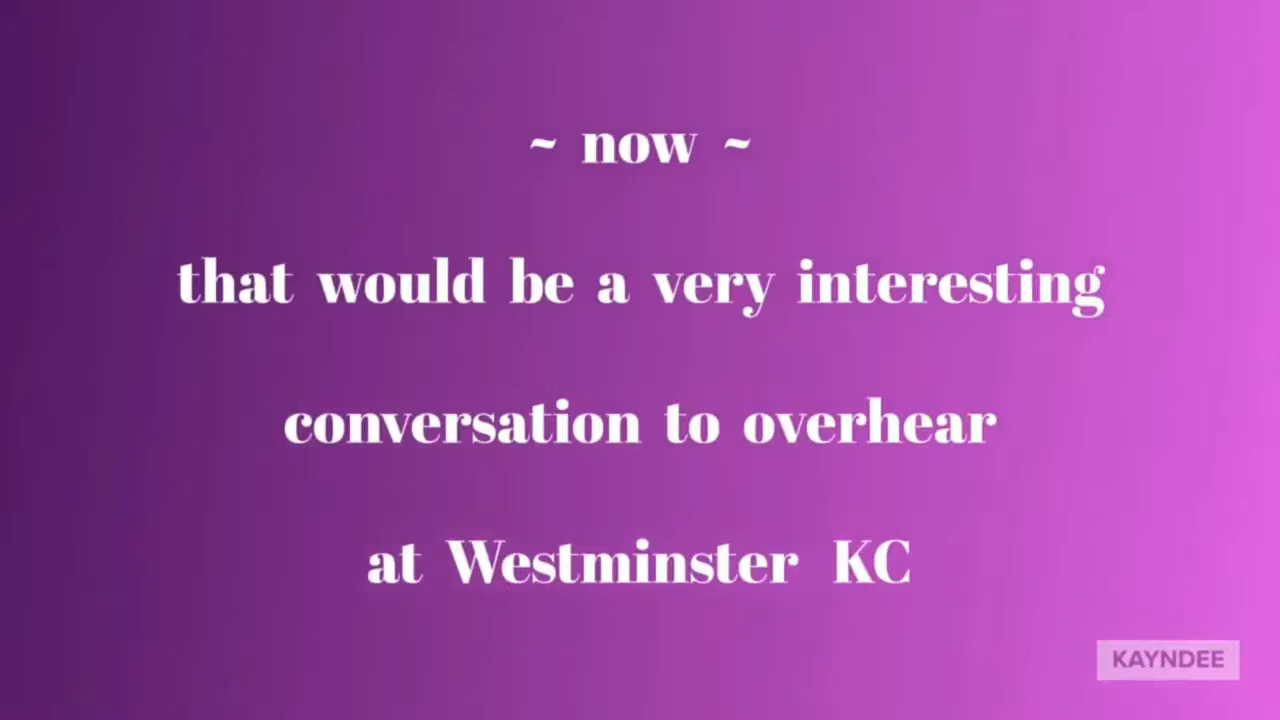 ~ now ~
that would be a very interesting
conversation to overhear
at Westminster KC
KAYNDEE